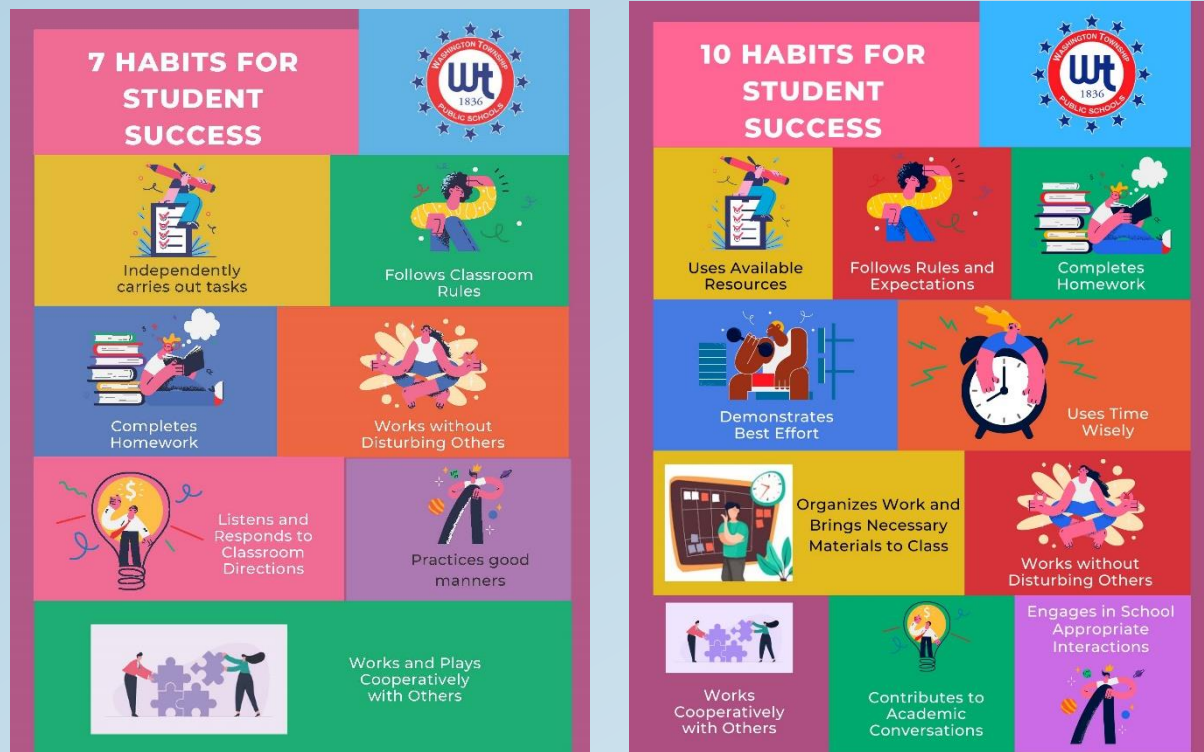 7 HABITS FOR
STUDENT
SUCCESS
WASHINGTON TOWNSHIP
wt
1836
PUBLIC SCHOOLS
Independently
carries out tasks
Follows Classroom
Rules
Completes
Homework
Works without
Disturbing Others
$
Listens and
Responds to
Classroom
Directions
Practices good
manners
Works and Plays
Cooperatively
with Others
10 HABITS FOR
STUDENT
SUCCESS
WASHINGTON TOWNSHIP
wt
1836
PUBLIC SCHOOLS
Uses Available
Resources
Follows Rules and
Expectations
Completes
Homework
Demonstrates
Best Effort
Uses Time
Wisely
Organizes Work and
Brings Necessary
Materials to Class
Works without
Disturbing Others
Works
Cooperatively
with Others
$
Contributes to
Academic
Conversations
Engages in School
Appropriate
Interactions